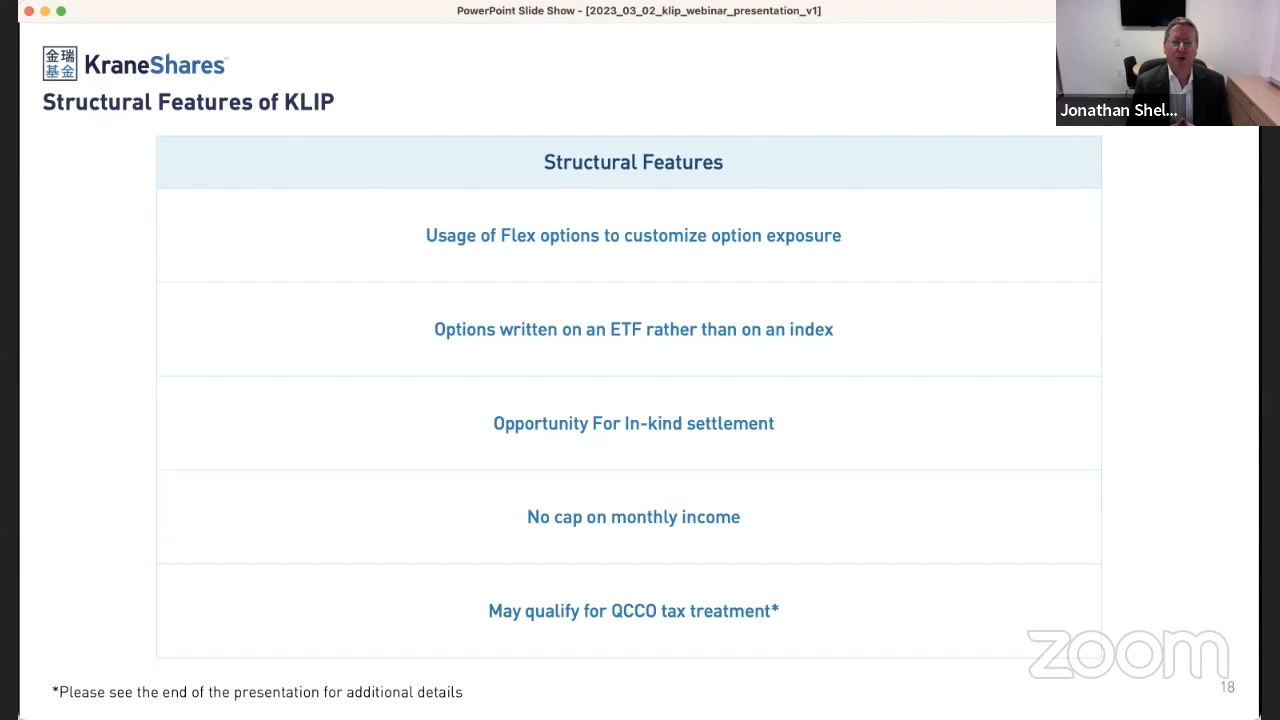 PowerPoint Slide Show - [2023_03_02_klip_webinar_presentation_v1]
金瑞
基金
KraneShares™
Structural Features of KLIP
Jonathan Shel...
Structural Features
Usage of Flex options to customize option exposure
Options written on an ETF rather than on an index
Opportunity For In-kind settlement
No cap on monthly income
May qualify for QCCO tax treatment*
zoom
*Please see the end of the presentation for additional details
18